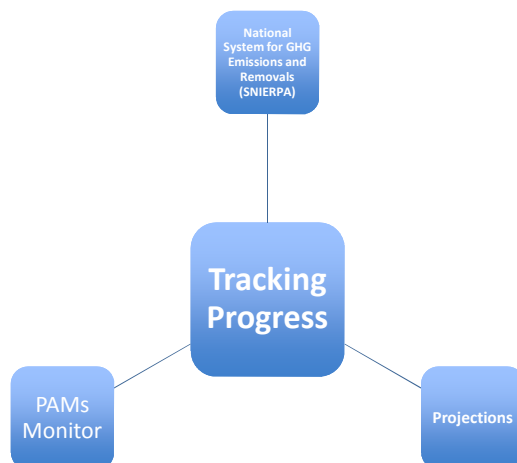 National
System for GHG
Emissions and
Removals
(SNIERPA)
Tracking
Progress
PAMs
Monitor
Projections